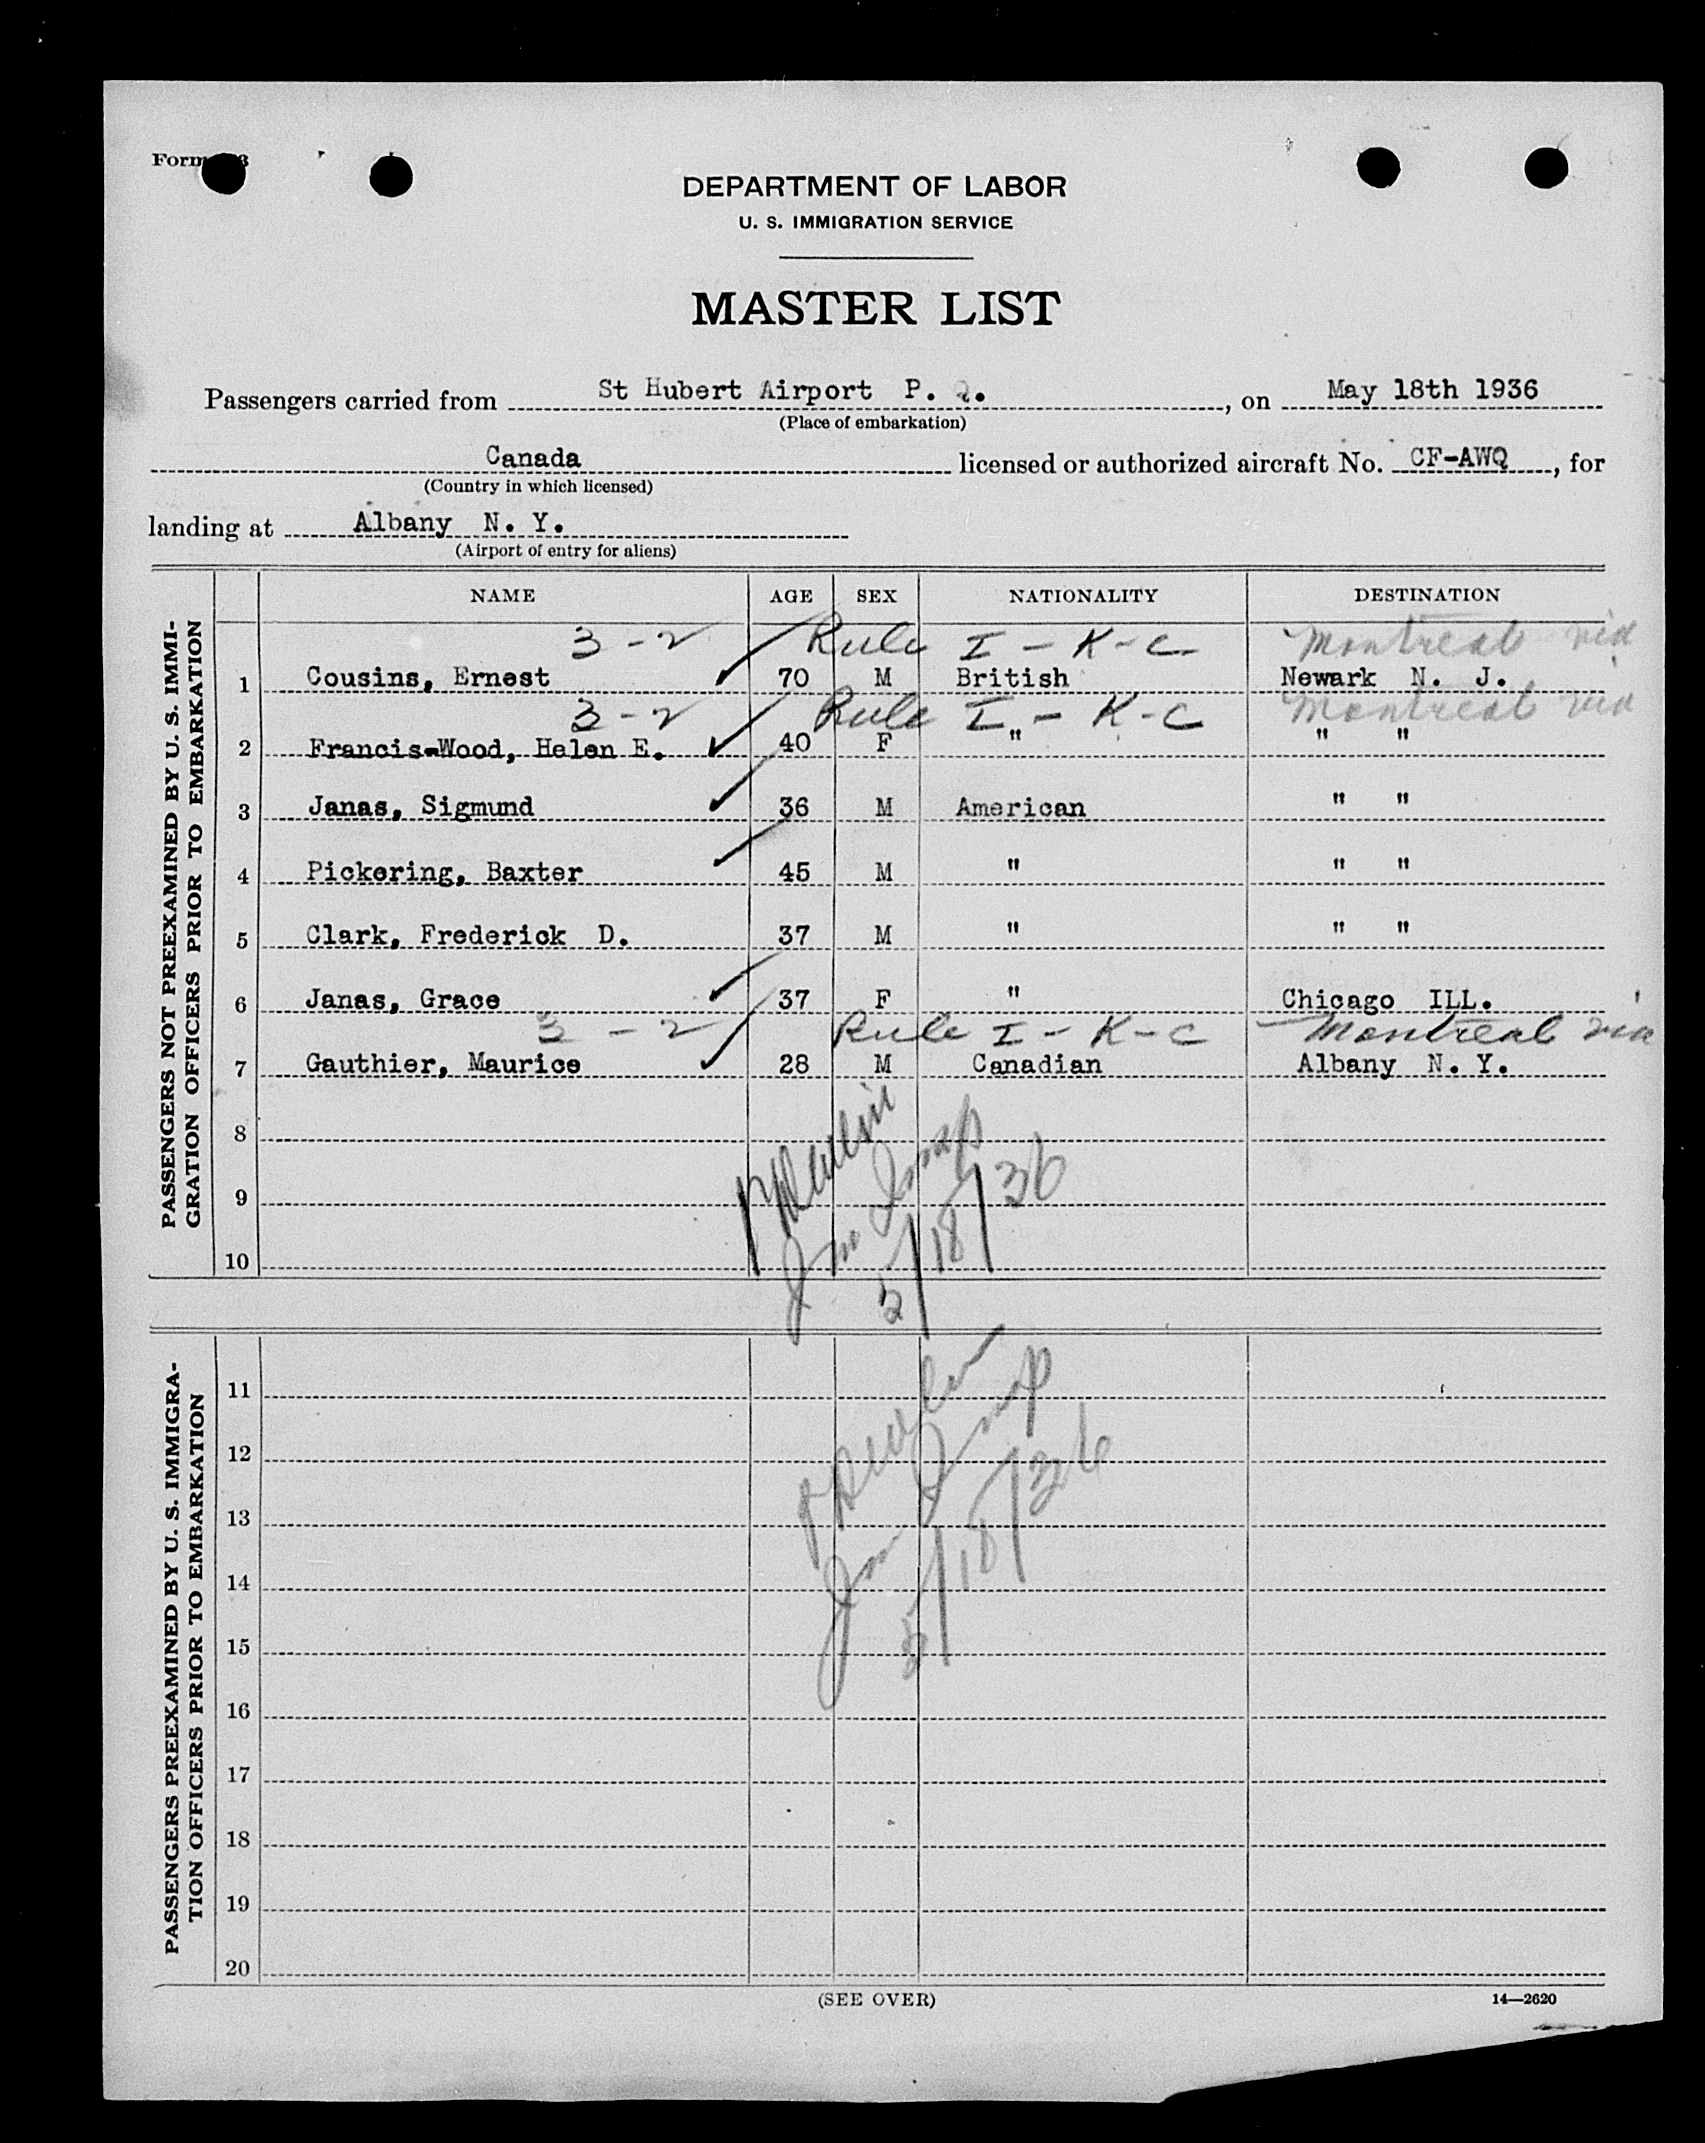 Form
DEPARTMENT OF LABOR
U. S. IMMIGRATION SERVICE
MASTER LIST
Passengers carried from St Hubert Airport P. Q. , on May 18th 1936
(Place of embarkation)
Canada licensed or authorized aircraft No. CF-AWQ , for
(Country in which licensed)
landing at Albany N. Y.
(Airport of entry for aliens)
PASSENGERS NOT PREEXAMINED BY U. S. IMMI-
GRATION OFFICERS PRIOR TO EMBARKATION
NAME AGE SEX NATIONALITY DESTINATION
3-2 Rule I-K-C Montreal via
1 Cousins, Ernest 70 M British Newark N. J.
3-2 Rule I-K-C Montreal via
2 Francis-Wood, Helen E. 40 F " " "
3 Janas, Sigmund 36 M American " "
4 Pickering, Baxter 45 M " " "
5 Clark, Frederick D. 37 M " " "
6 Janas, Grace 37 F " Chicago ILL.
3-2 Rule I-K-C Montreal via
7 Gauthier, Maurice 28 M Canadian Albany N. Y.
8
9
10
5/18/36
PASSENGERS PREEXAMINED BY U. S. IMMIGRA-
TION OFFICERS PRIOR TO EMBARKATION
11
12
13
14
5/18/36
15
16
17
18
19
20
(SEE OVER)
14—2620